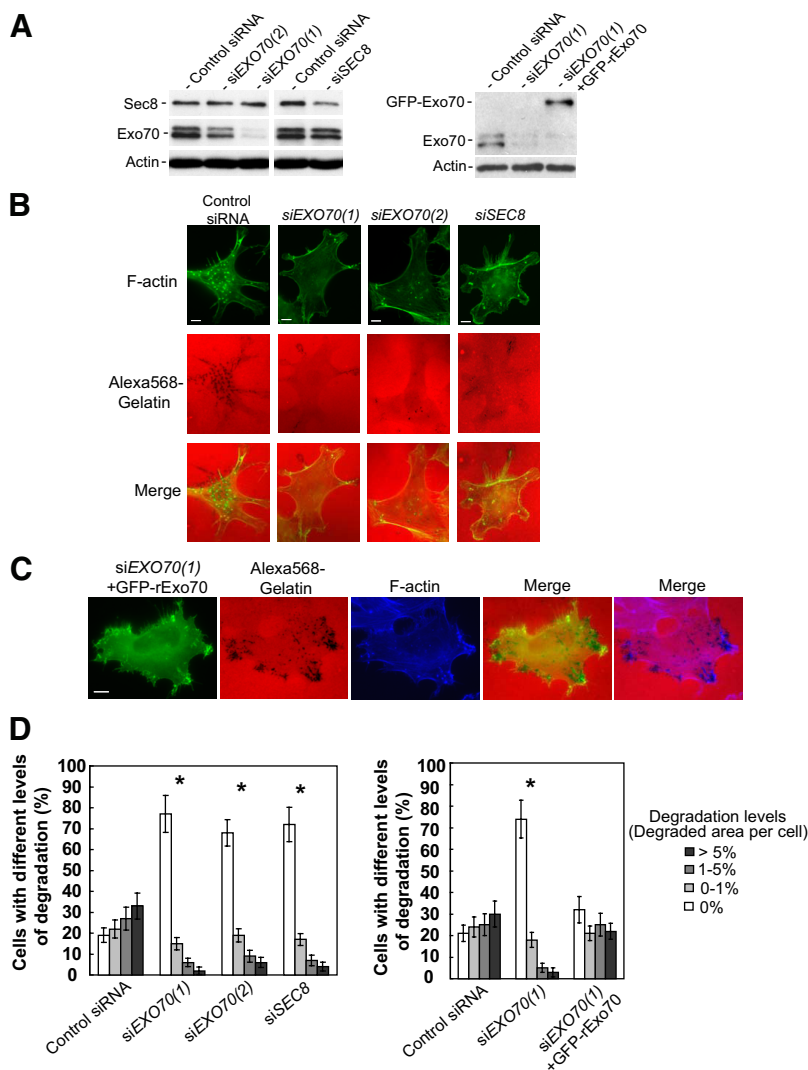 A
- Control siRNA
- siEXO70(2)
- siEXO70(1)
- Control siRNA
- siSEC8
Sec8 -
Exo70 -
Actin -
- Control siRNA
- siEXO70(1)
- siEXO70(1)
+GFP-rExo70
GFP-Exo70 -
Exo70 -
Actin -
B
Control
siRNA
siEXO70(1)
siEXO70(2)
siSEC8
F-actin
Alexa568-
Gelatin
Merge
C
siEXO70(1)
+GFP-rExo70
Alexa568-
Gelatin
F-actin
Merge
Merge
D
Cells with different levels
of degradation (%)
100
90
80
70
60
50
40
30
20
10
0
*
*
*
Control siRNA
siEXO70(1)
siEXO70(2)
siSEC8
Cells with different levels
of degradation (%)
100
90
80
70
60
50
40
30
20
10
0
*
Control siRNA
siEXO70(1)
siEXO70(1)
+GFP-rExo70
Degradation levels
(Degraded area per cell)
> 5%
1-5%
0-1%
0%